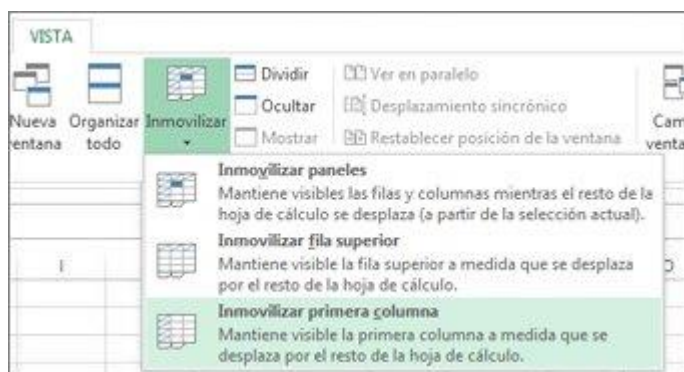 VISTA
Nueva ventana
Organizar todo
Inmovilizar
Dividir
Ocultar
Mostrar
Ver en paralelo
Desplazamiento sincrónico
Restablecer posición de la ventana
Cam
venta
Inmovilizar paneles
Mantiene visibles las filas y columnas mientras el resto de la
hoja de cálculo se desplaza (a partir de la selección actual).
Inmovilizar fila superior
Mantiene visible la fila superior a medida que se desplaza
por el resto de la hoja de cálculo.
Inmovilizar primera columna
Mantiene visible la primera columna a medida que se
desplaza por el resto de la hoja de cálculo.
I